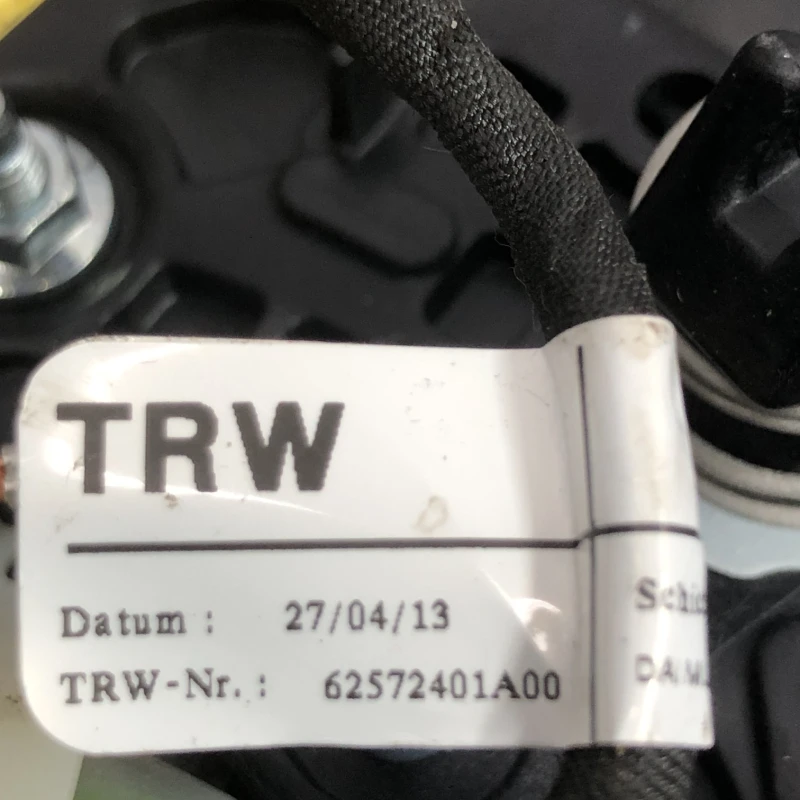 TRW
Datum : 27/04/13
TRW-Nr. : 62572401A00